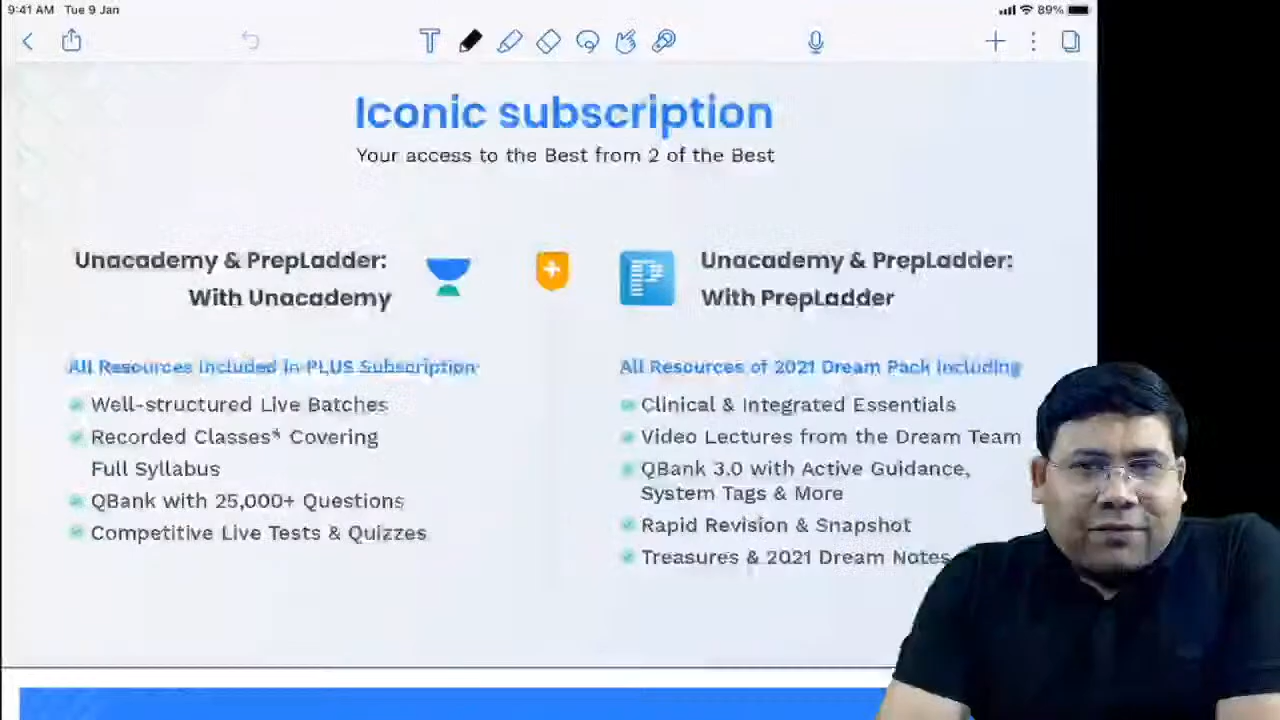 9:41 AM Tue 9 Jan
89%
Iconic subscription
Your access to the Best from 2 of the Best
Unacademy & PrepLadder:
With Unacademy
Unacademy & PrepLadder:
With PrepLadder
All Resources Included in PLUS Subscription
Well-structured Live Batches
Recorded Classes* Covering
Full Syllabus
QBank with 25,000+ Questions
Competitive Live Tests & Quizzes
All Resources of 2021 Dream Pack Including
Clinical & Integrated Essentials
Video Lectures from the Dream Team
QBank 3.0 with Active Guidance,
System Tags & More
Rapid Revision & Snapshot
Treasures & 2021 Dream Notes